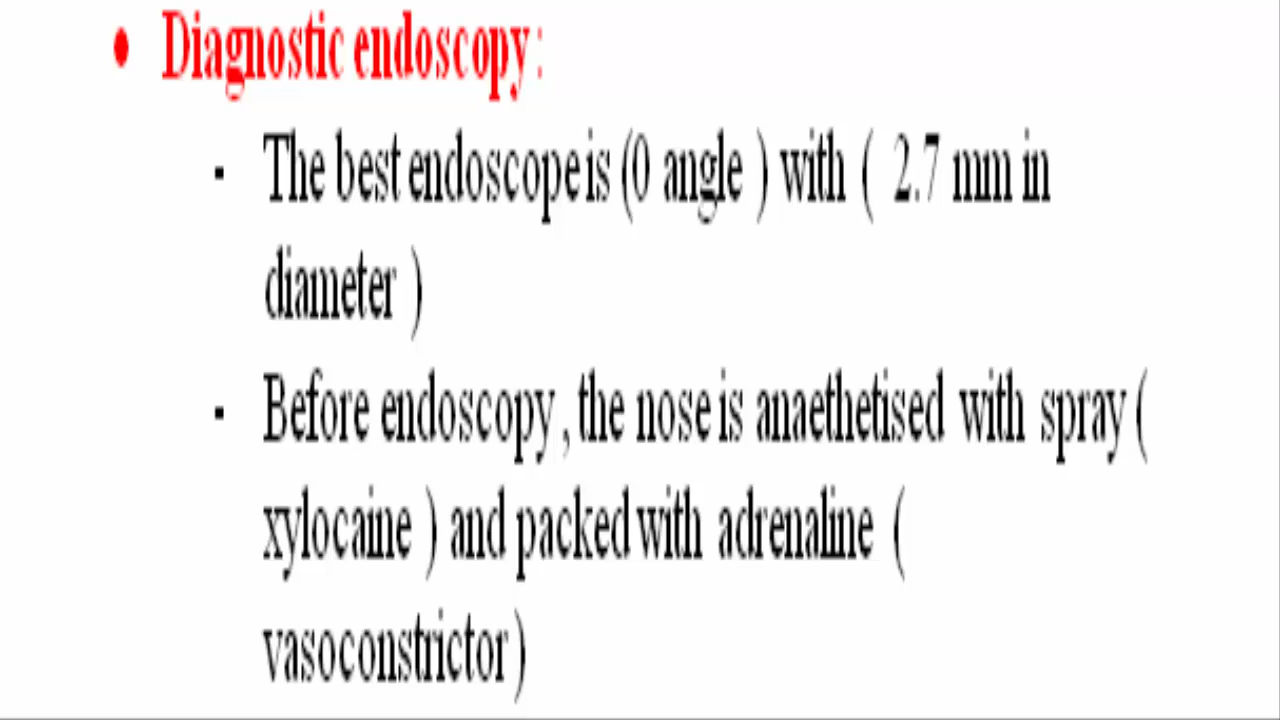 • Diagnostic endoscopy:
- The best endoscope is (0 angle ) with ( 2.7 mm in
diameter )
- Before endoscopy, the nose is anaethetised with spray (
xylocaine ) and packed with adrenaline (
vasoconstrictor)